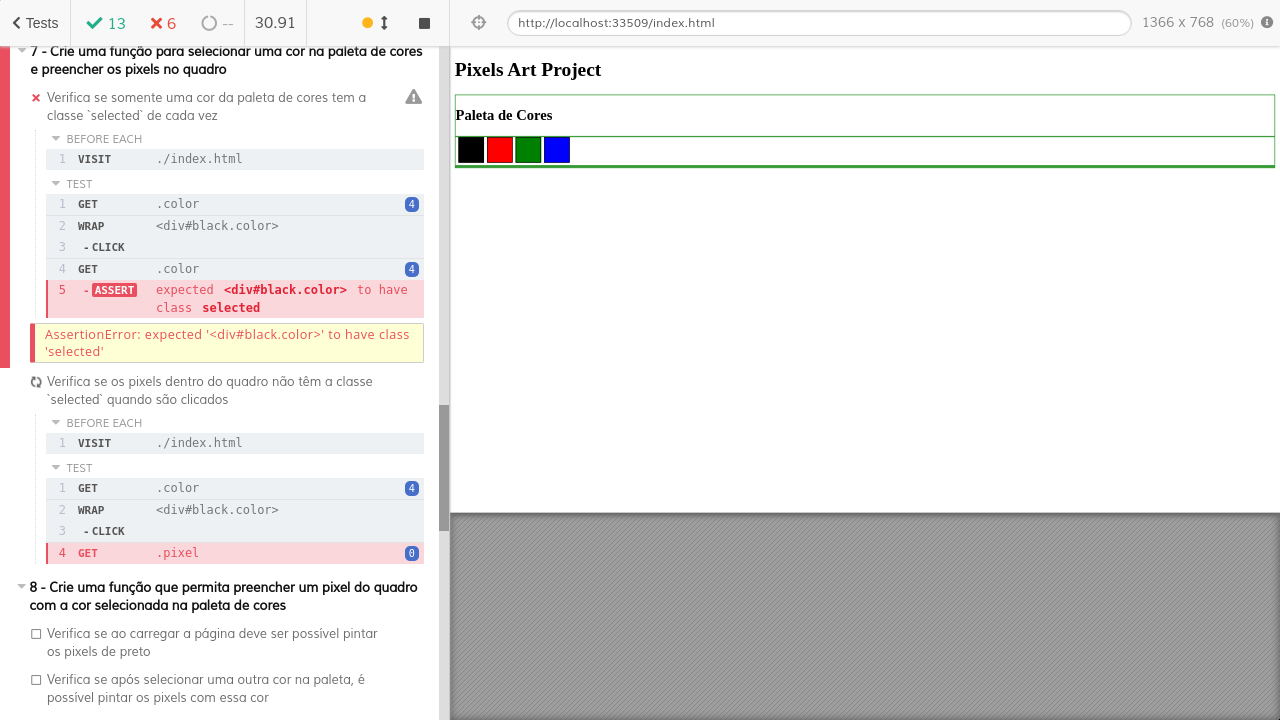 Tests
13
6
--
30.91
http://localhost:33509/index.html
1366 x 768 (60%)
7 - Crie uma função para selecionar uma cor na paleta de cores
e preencher os pixels no quadro
Verifica se somente uma cor da paleta de cores tem a
classe `selected` de cada vez
BEFORE EACH
1 VISIT ./index.html
TEST
1 GET .color 4
2 WRAP <div#black.color>
3 -CLICK
4 GET .color 4
5 -ASSERT expected <div#black.color> to have
class selected
AssertionError: expected '<div#black.color>' to have class
'selected'
Verifica se os pixels dentro do quadro não têm a classe
`selected` quando são clicados
BEFORE EACH
1 VISIT ./index.html
TEST
1 GET .color 4
2 WRAP <div#black.color>
3 -CLICK
4 GET .pixel 0
8 - Crie uma função que permita preencher um pixel do quadro
com a cor selecionada na paleta de cores
Verifica se ao carregar a página deve ser possível pintar
os pixels de preto
Verifica se após selecionar uma outra cor na paleta, é
possível pintar os pixels com essa cor
Pixels Art Project
Paleta de Cores